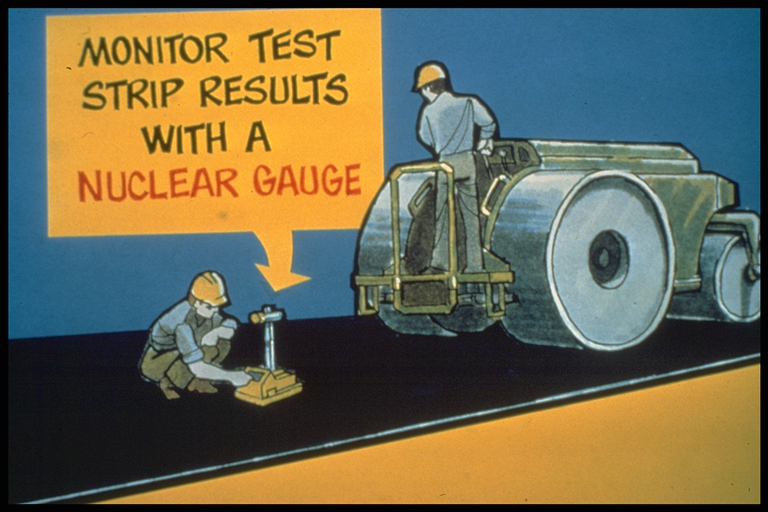 MONITOR TEST
STRIP RESULTS
WITH A
NUCLEAR GAUGE